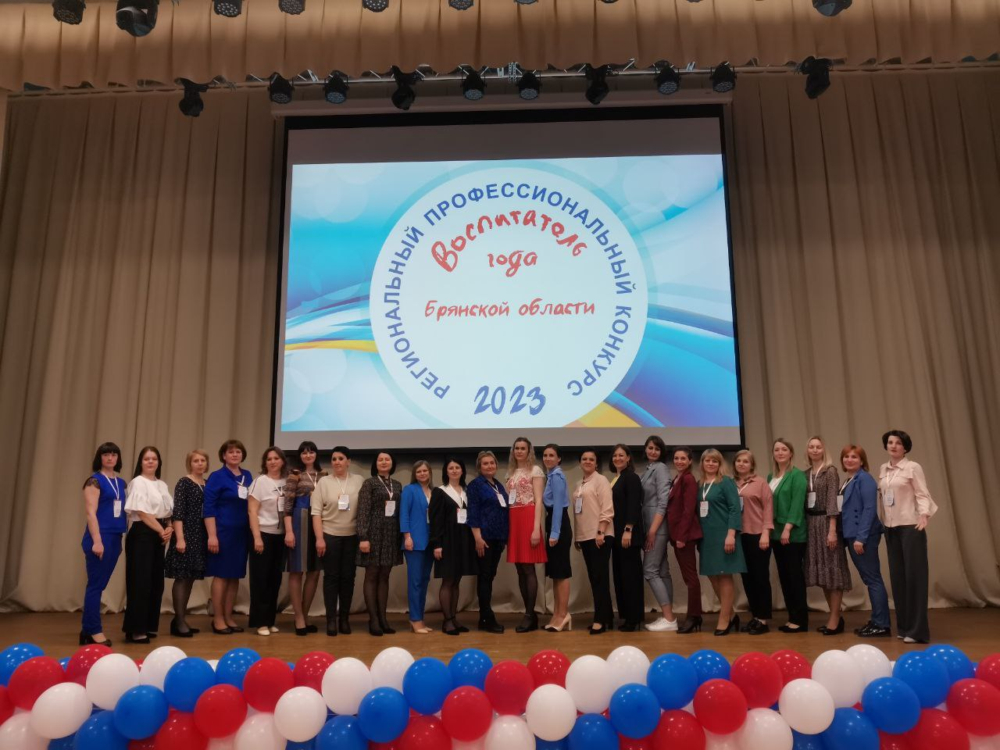 РЕГИОНАЛЬНЫЙ ПРОФЕССИОНАЛЬНЫЙ КОНКУРС
Воспитатель
года
Брянской области
2023